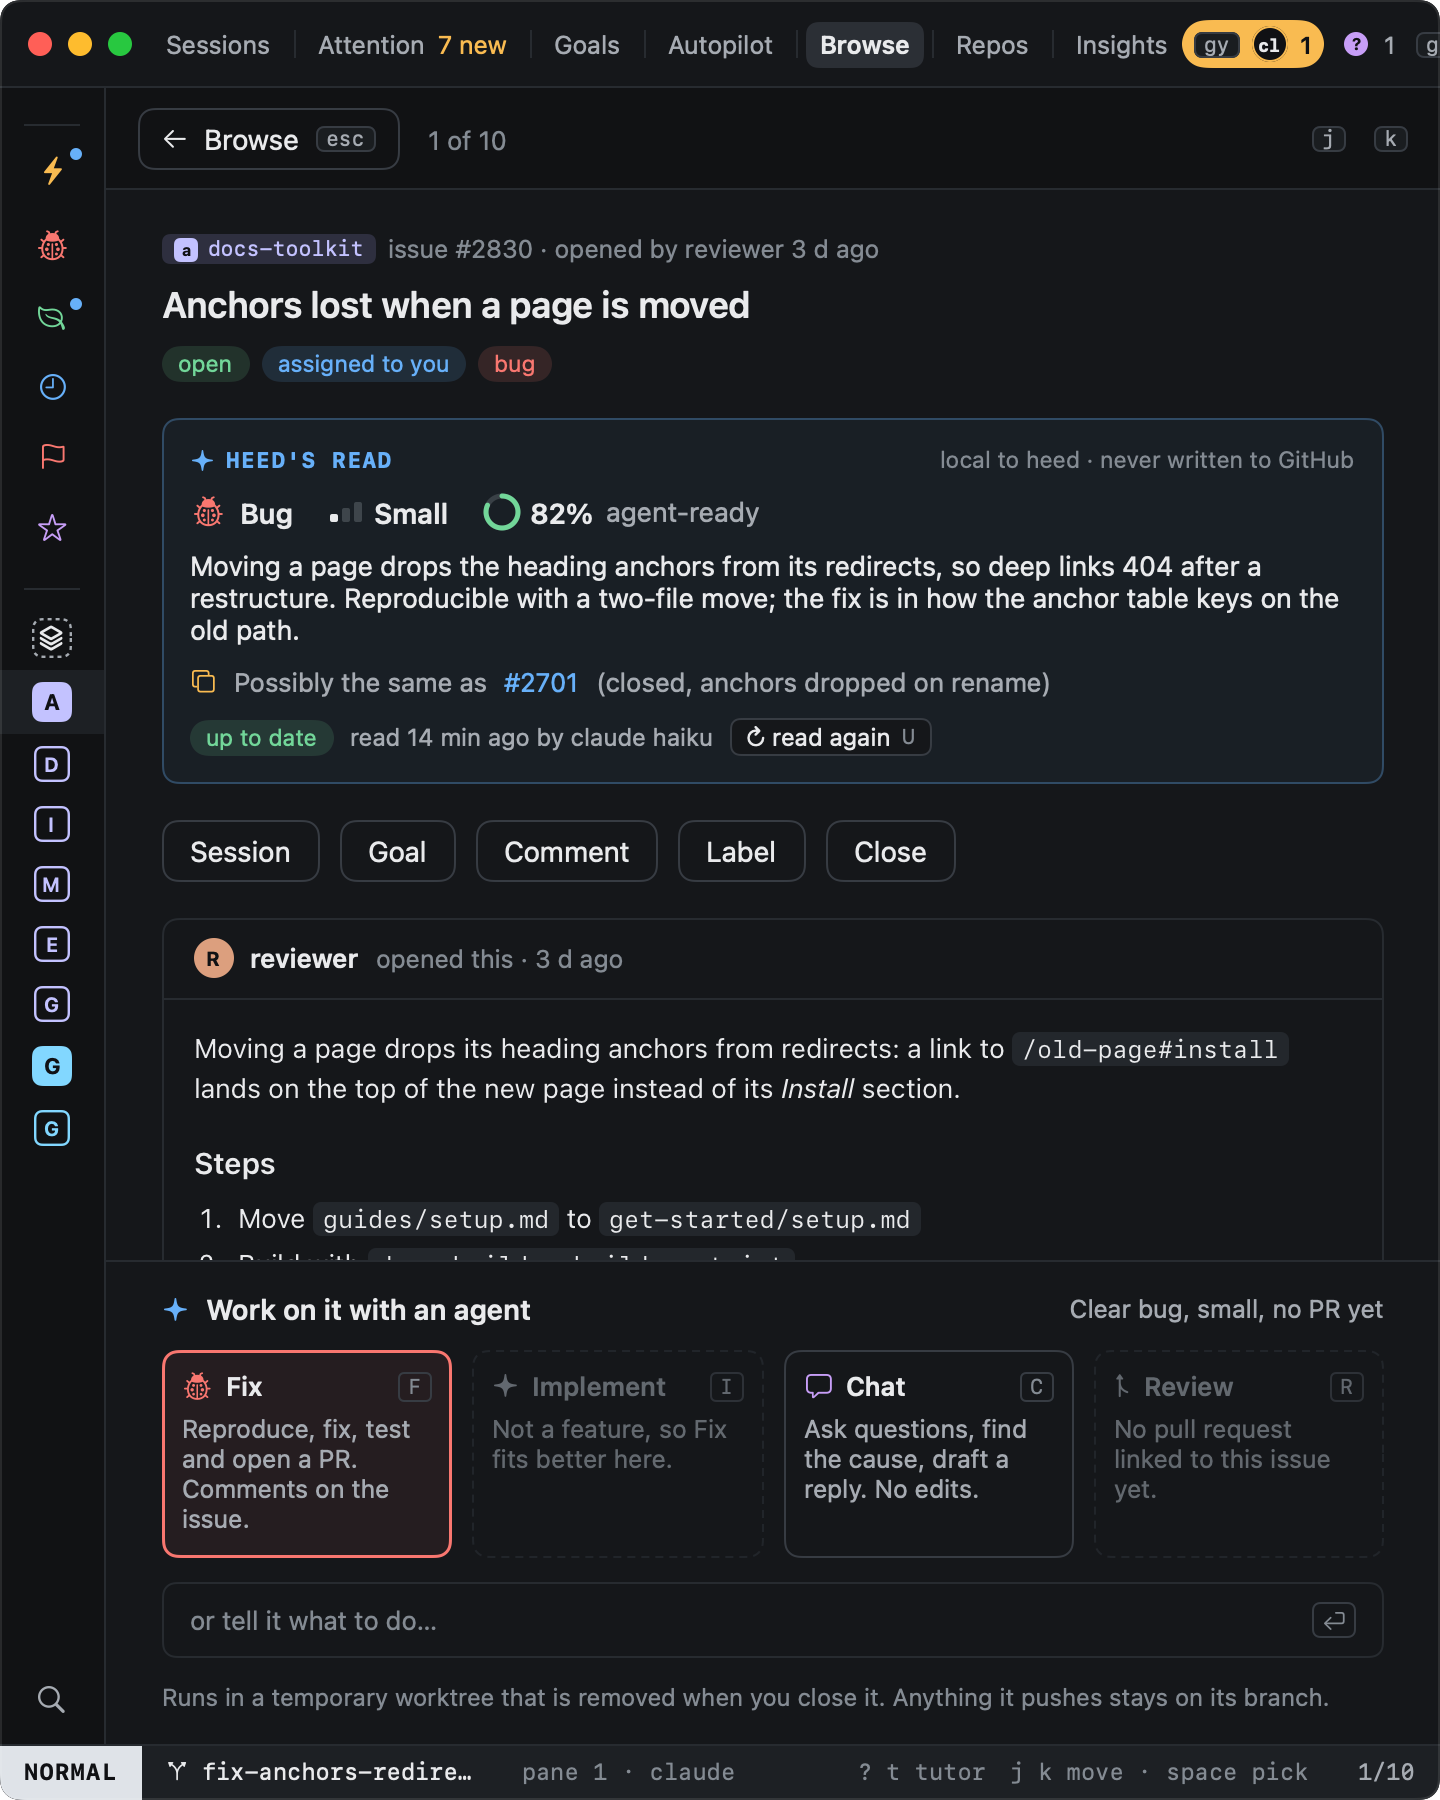 Sessions Attention 7 new Goals Autopilot Browse Repos Insights gy cl 1 ? 1
← Browse esc 1 of 10 j k
a docs-toolkit issue #2830 · opened by reviewer 3 d ago
Anchors lost when a page is moved
open assigned to you bug
HEED'S READ local to heed · never written to GitHub
Bug Small 82% agent-ready
Moving a page drops the heading anchors from its redirects, so deep links 404 after a
restructure. Reproducible with a two-file move; the fix is in how the anchor table keys on the
old path.
Possibly the same as #2701 (closed, anchors dropped on rename)
up to date read 14 min ago by claude haiku read again U
Session Goal Comment Label Close
R reviewer opened this · 3 d ago
Moving a page drops its heading anchors from redirects: a link to /old-page#install
lands on the top of the new page instead of its Install section.
Steps
1. Move guides/setup.md to get-started/setup.md
A
D
I
M
E
G
G
G
Work on it with an agent Clear bug, small, no PR yet
Fix F
Reproduce, fix, test
and open a PR.
Comments on the
issue.
Implement I
Not a feature, so Fix
fits better here.
Chat C
Ask questions, find
the cause, draft a
reply. No edits.
Review R
No pull request
linked to this issue
yet.
or tell it what to do...
Runs in a temporary worktree that is removed when you close it. Anything it pushes stays on its branch.
NORMAL fix-anchors-redire… pane 1 · claude ? t tutor j k move · space pick 1/10